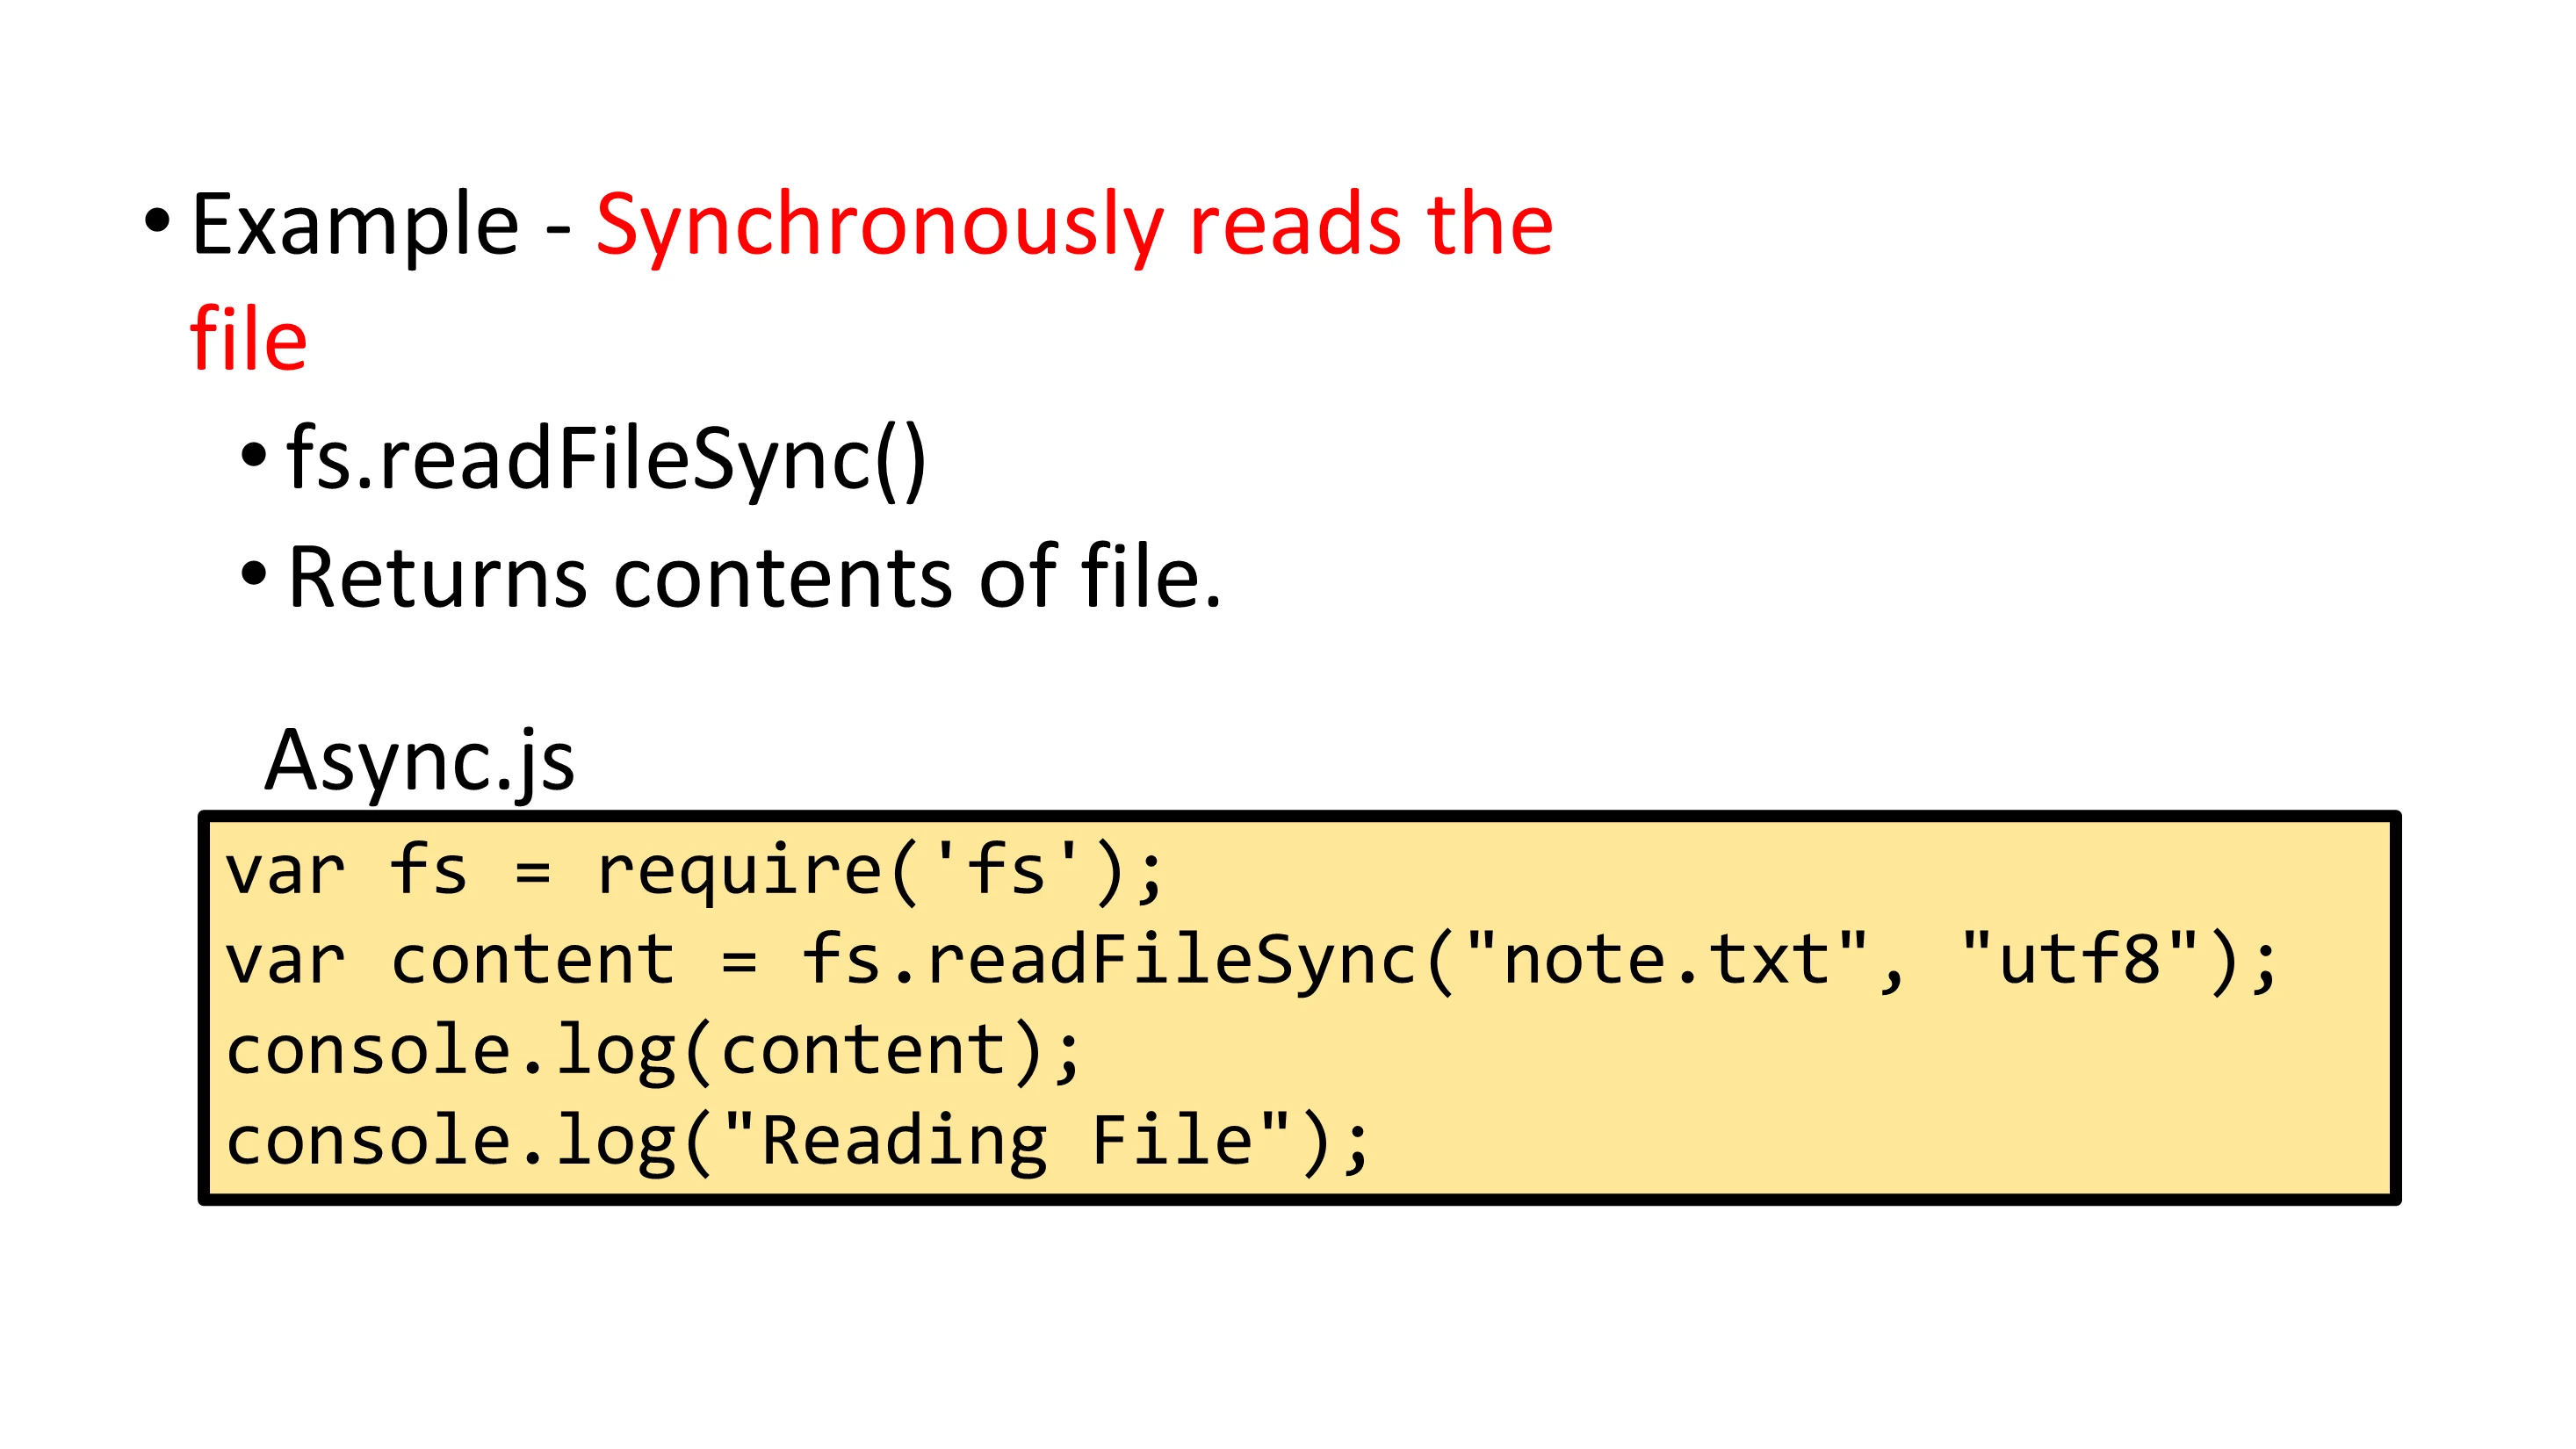 • Example - Synchronously reads the
file
• fs.readFileSync()
• Returns contents of file.
Async.js
var fs = require('fs');
var content = fs.readFileSync("note.txt", "utf8");
console.log(content);
console.log("Reading File");